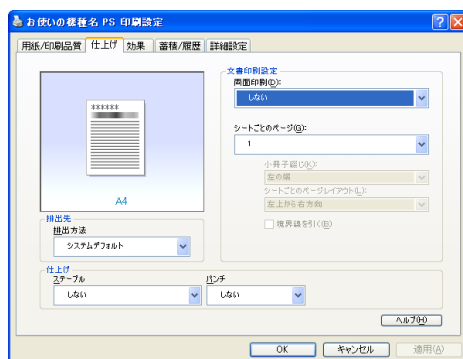 お使いの機種名 PS 印刷設定
用紙/印刷品質 仕上げ 効果 蓄積/履歴 詳細設定
******
A4
文書印刷設定
両面印刷(D):
しない
シートごとのページ(G):
1
小冊子綴じ(K):
左の端
シートごとのページレイアウト(L):
左上から右方向
境界線を引く(B)
排出先
排出方法
システムデフォルト
仕上げ
ステープル パンチ
しない しない
ヘルプ(H)
OK キャンセル 適用(A)